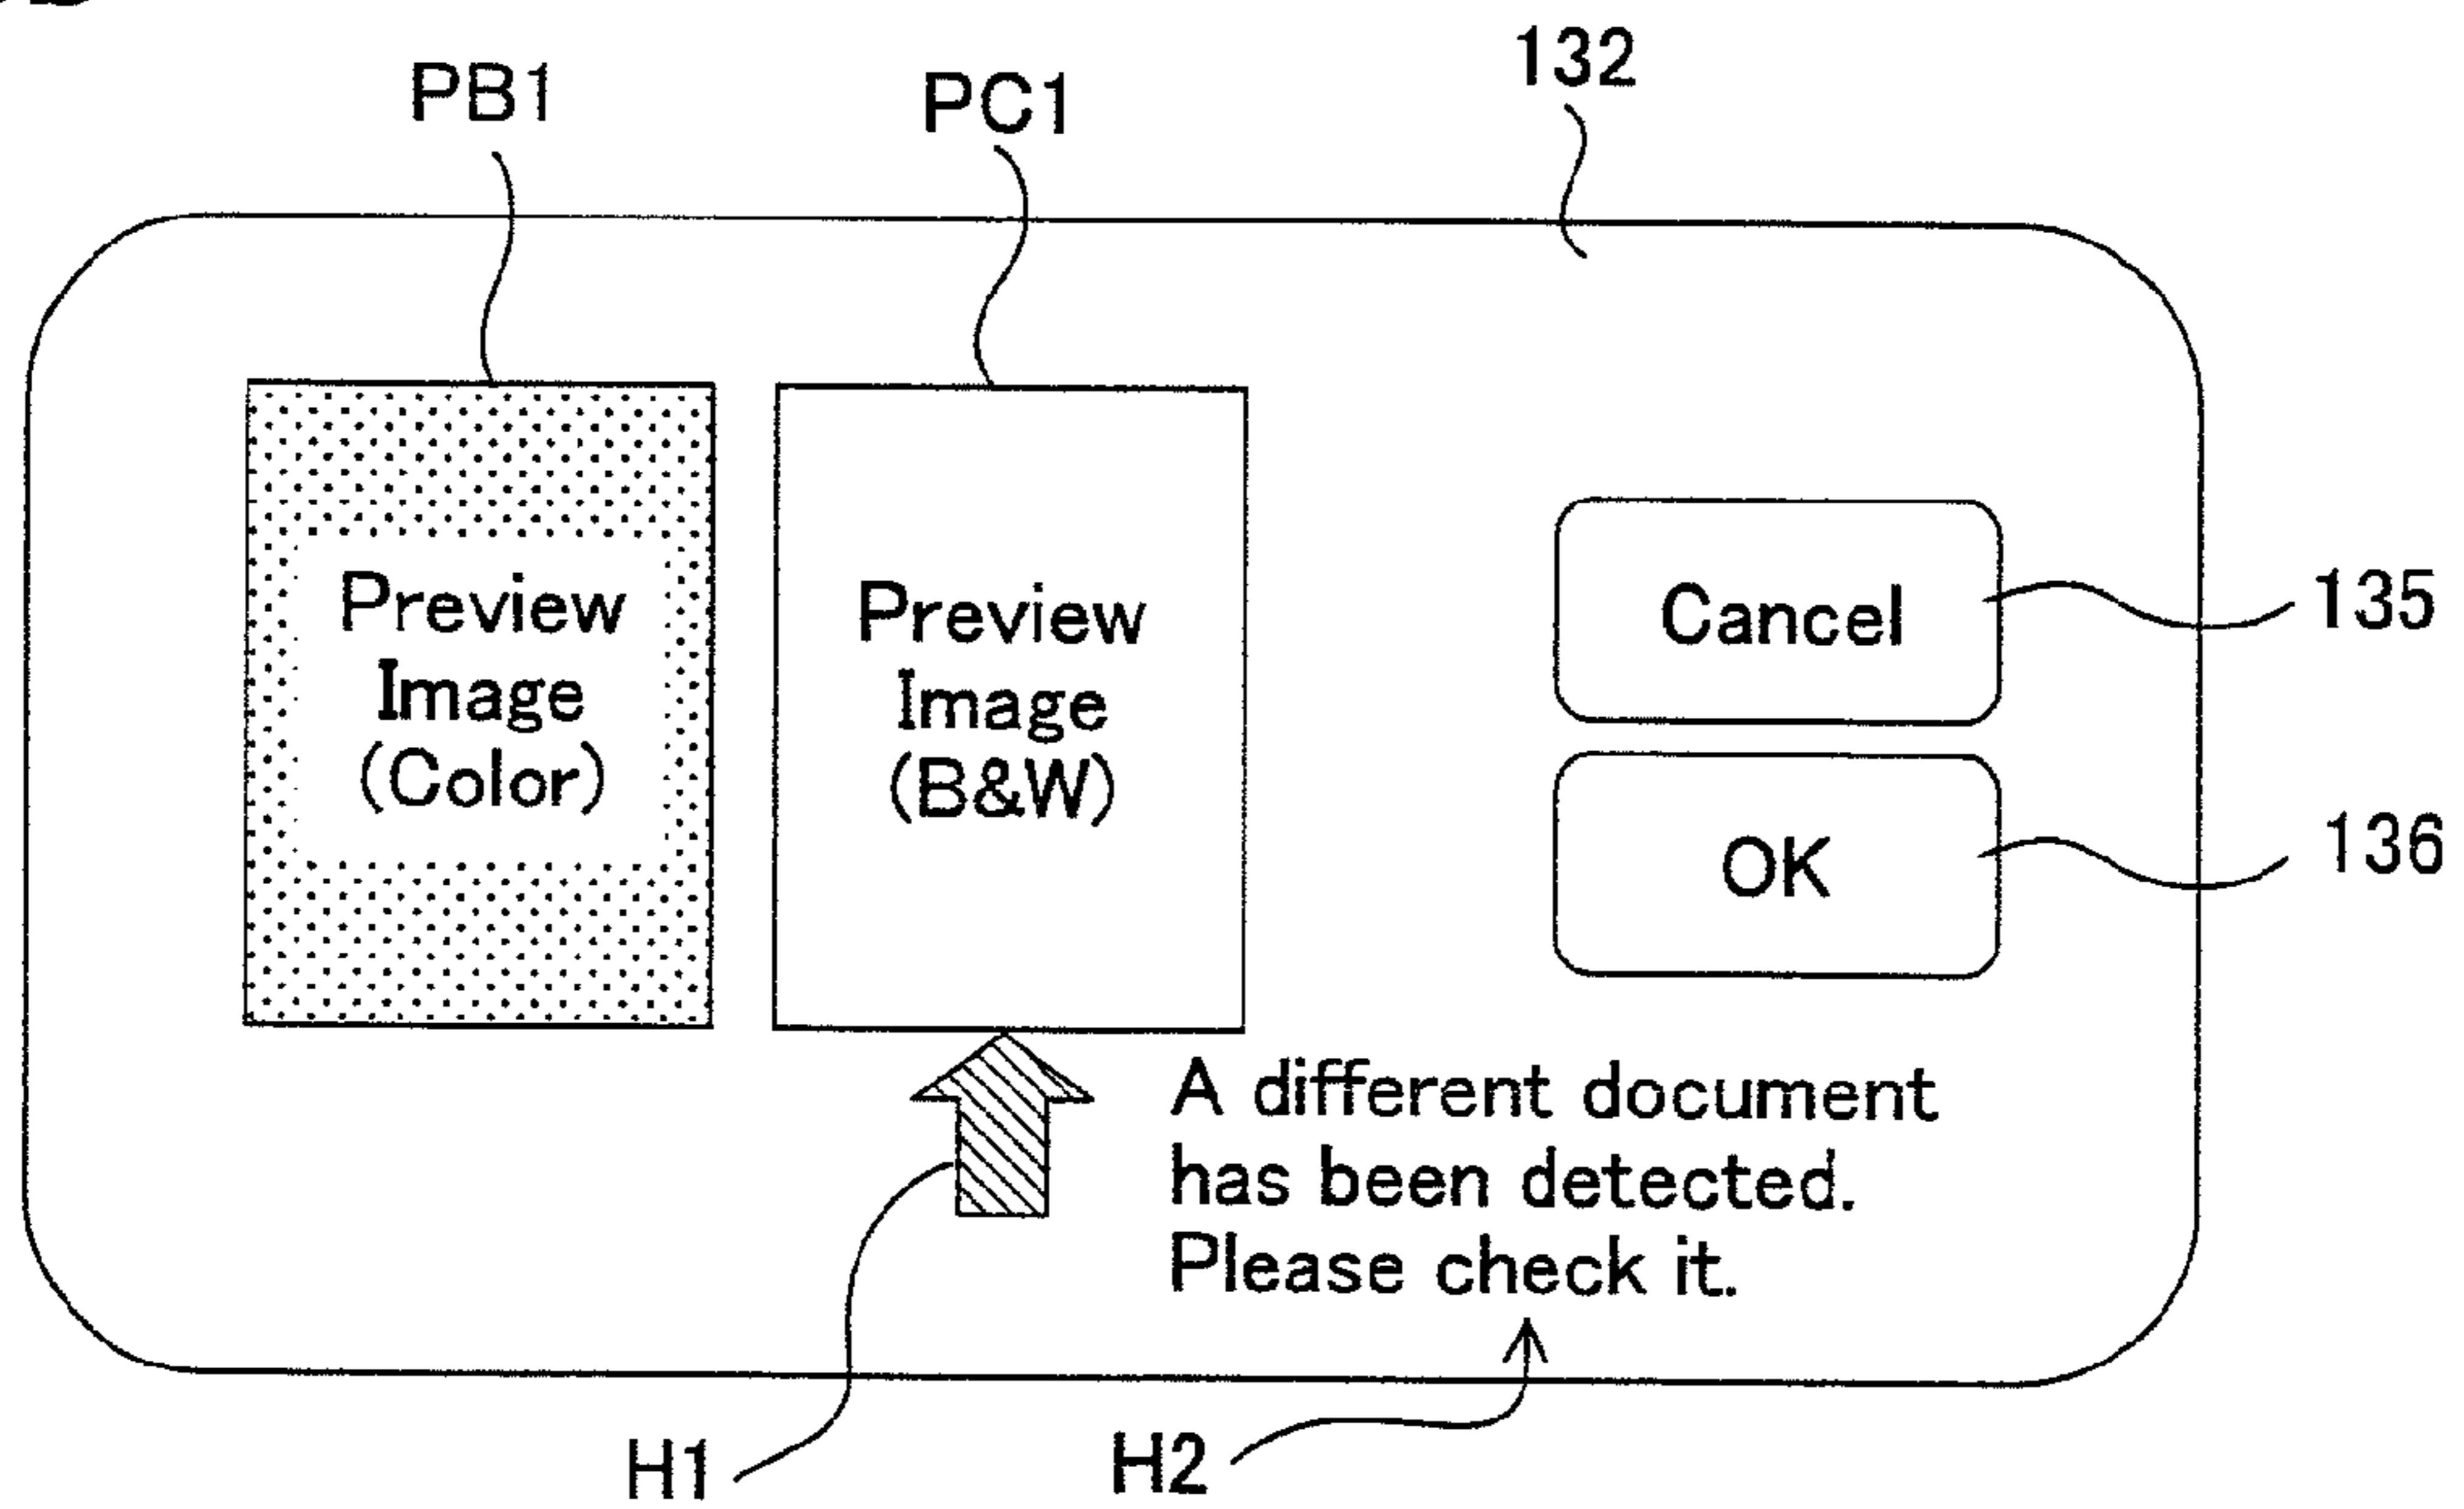 PB1
PC1
132
Preview
Image
(Color)
Preview
Image
(B&W)
Cancel
135
OK
136
A different document
has been detected.
Please check it.
H1
H2